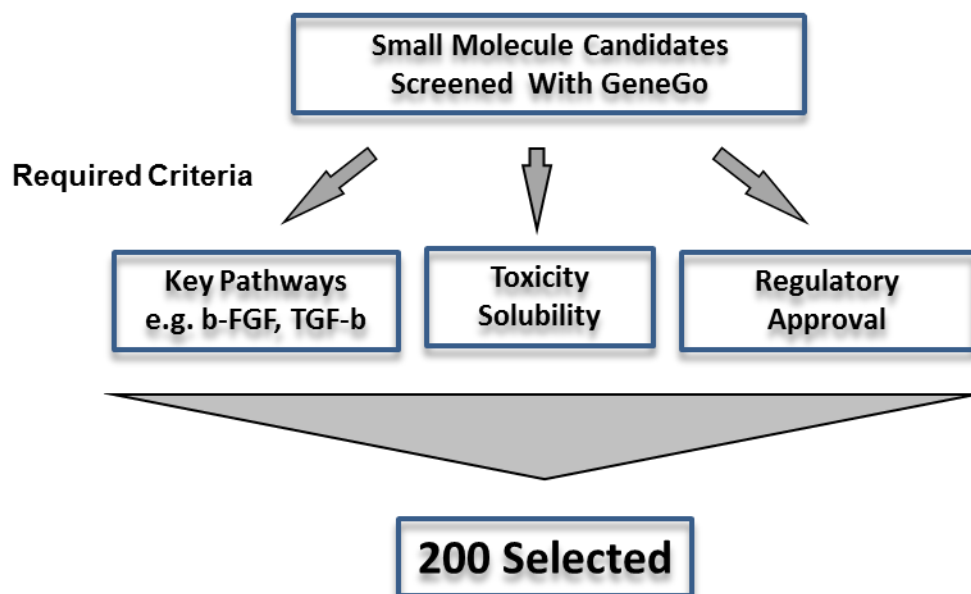 Small Molecule Candidates
Screened With GeneGo
Required Criteria
Key Pathways
e.g. b-FGF, TGF-b
Toxicity
Solubility
Regulatory
Approval
200 Selected